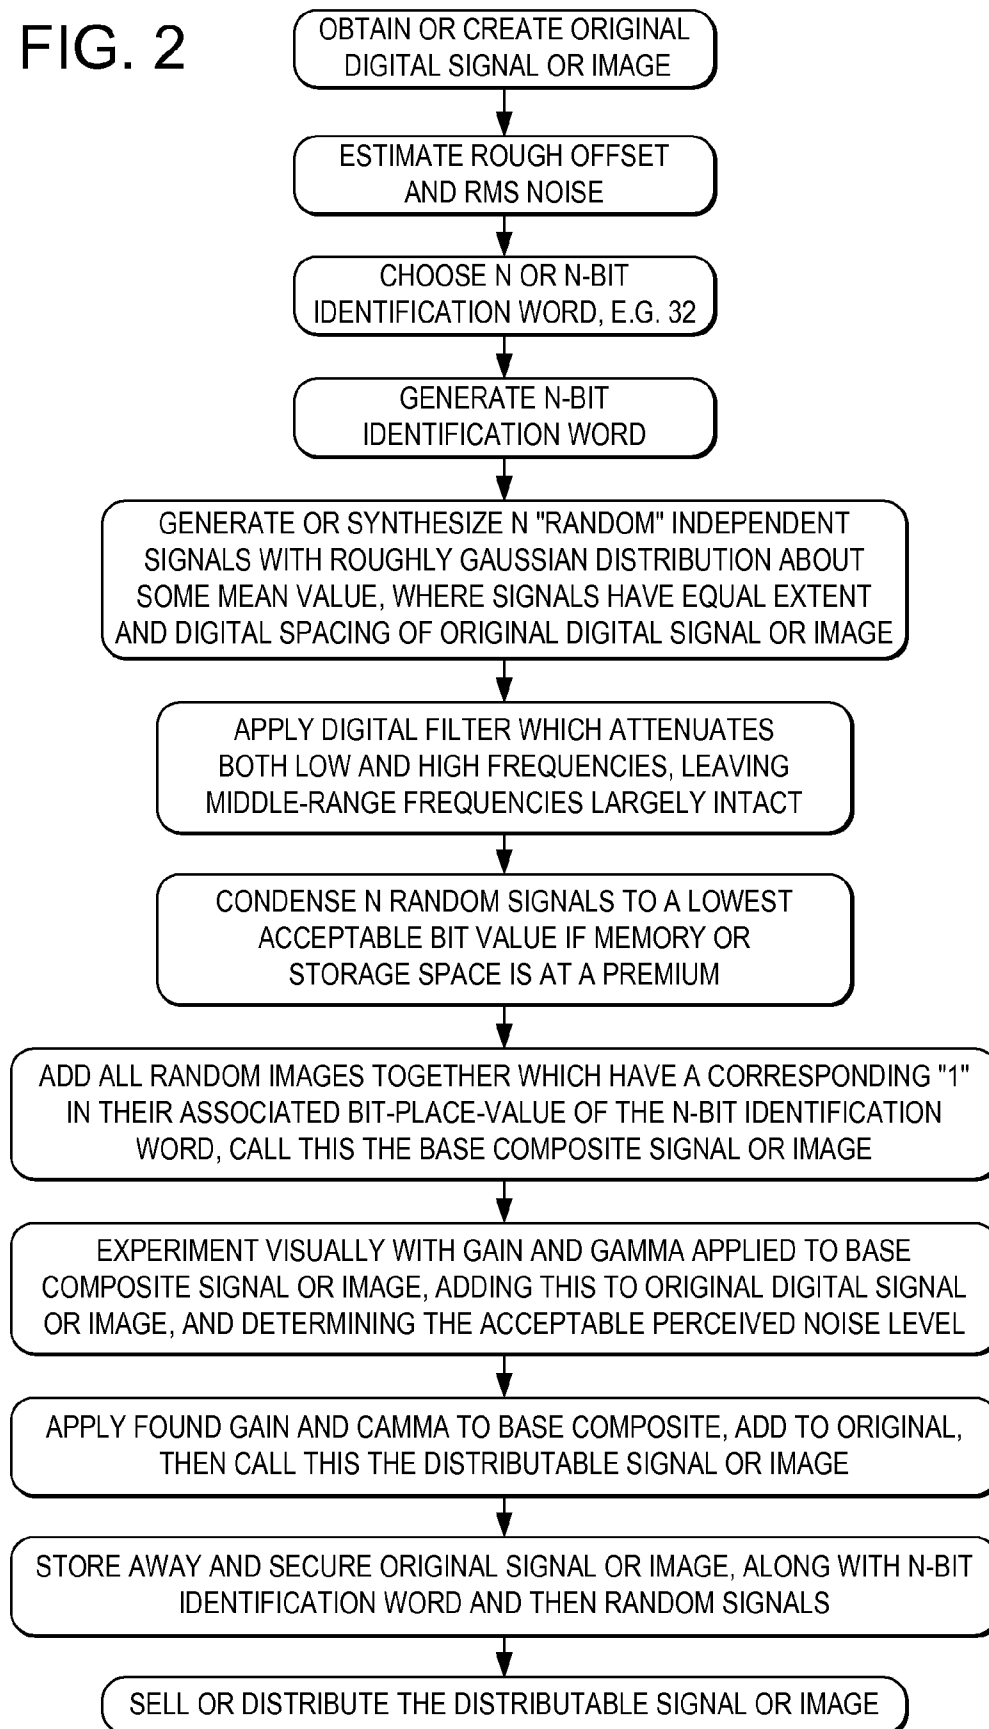 FIG. 2
OBTAIN OR CREATE ORIGINAL
DIGITAL SIGNAL OR IMAGE
ESTIMATE ROUGH OFFSET
AND RMS NOISE
CHOOSE N OR N-BIT
IDENTIFICATION WORD, E.G. 32
GENERATE N-BIT
IDENTIFICATION WORD
GENERATE OR SYNTHESIZE N "RANDOM" INDEPENDENT
SIGNALS WITH ROUGHLY GAUSSIAN DISTRIBUTION ABOUT
SOME MEAN VALUE, WHERE SIGNALS HAVE EQUAL EXTENT
AND DIGITAL SPACING OF ORIGINAL DIGITAL SIGNAL OR IMAGE
APPLY DIGITAL FILTER WHICH ATTENUATES
BOTH LOW AND HIGH FREQUENCIES, LEAVING
MIDDLE-RANGE FREQUENCIES LARGELY INTACT
CONDENSE N RANDOM SIGNALS TO A LOWEST
ACCEPTABLE BIT VALUE IF MEMORY OR
STORAGE SPACE IS AT A PREMIUM
ADD ALL RANDOM IMAGES TOGETHER WHICH HAVE A CORRESPONDING "1"
IN THEIR ASSOCIATED BIT-PLACE-VALUE OF THE N-BIT IDENTIFICATION
WORD, CALL THIS THE BASE COMPOSITE SIGNAL OR IMAGE
EXPERIMENT VISUALLY WITH GAIN AND GAMMA APPLIED TO BASE
COMPOSITE SIGNAL OR IMAGE, ADDING THIS TO ORIGINAL DIGITAL SIGNAL
OR IMAGE, AND DETERMINING THE ACCEPTABLE PERCEIVED NOISE LEVEL
APPLY FOUND GAIN AND CAMMA TO BASE COMPOSITE, ADD TO ORIGINAL,
THEN CALL THIS THE DISTRIBUTABLE SIGNAL OR IMAGE
STORE AWAY AND SECURE ORIGINAL SIGNAL OR IMAGE, ALONG WITH N-BIT
IDENTIFICATION WORD AND THEN RANDOM SIGNALS
SELL OR DISTRIBUTE THE DISTRIBUTABLE SIGNAL OR IMAGE